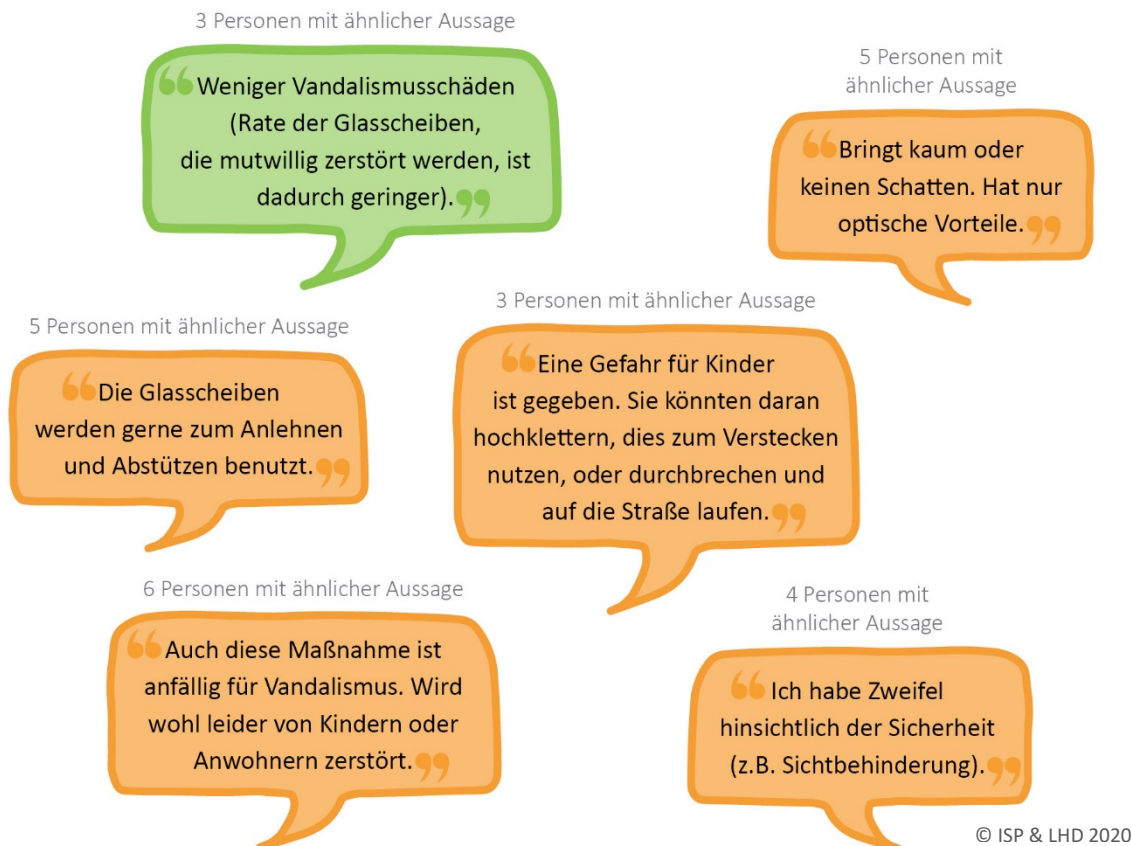 3 Personen mit ähnlicher Aussage
“Weniger Vandalismusschäden
(Rate der Glasscheiben,
die mutwillig zerstört werden, ist
dadurch geringer).”
5 Personen mit
ähnlicher Aussage
“Bringt kaum oder
keinen Schatten. Hat nur
optische Vorteile.”
5 Personen mit ähnlicher Aussage
“Die Glasscheiben
werden gerne zum Anlehnen
und Abstützen benutzt.”
3 Personen mit ähnlicher Aussage
“Eine Gefahr für Kinder
ist gegeben. Sie könnten daran
hochklettern, dies zum Verstecken
nutzen, oder durchbrechen und
auf die Straße laufen.”
6 Personen mit ähnlicher Aussage
“Auch diese Maßnahme ist
anfällig für Vandalismus. Wird
wohl leider von Kindern oder
Anwohnern zerstört.”
4 Personen mit
ähnlicher Aussage
“Ich habe Zweifel
hinsichtlich der Sicherheit
(z.B. Sichtbehinderung).”
© ISP & LHD 2020